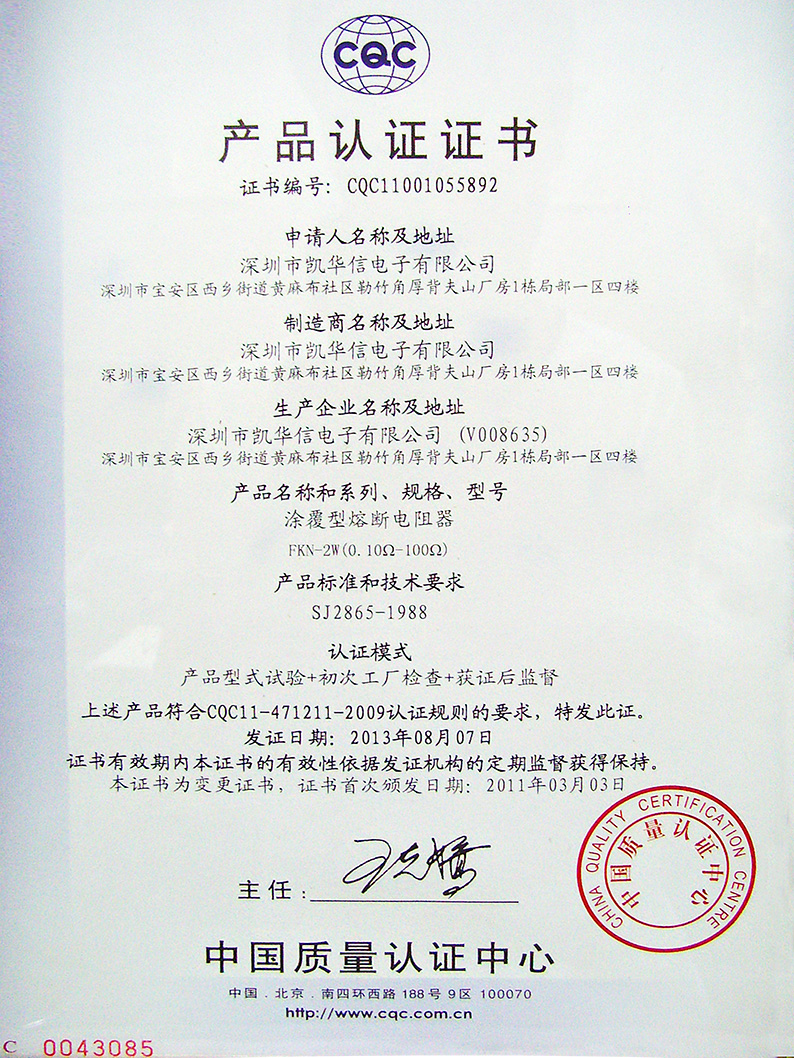 CQC
产品认证证书
证书编号: CQC11001055892
申请人名称及地址
深圳市凯华信电子有限公司
深圳市宝安区西乡街道黄麻布社区勒竹角厚背夫山厂房1栋局部一区四楼
制造商名称及地址
深圳市凯华信电子有限公司
深圳市宝安区西乡街道黄麻布社区勒竹角厚背夫山厂房1栋局部一区四楼
生产企业名称及地址
深圳市凯华信电子有限公司 (V008635)
深圳市宝安区西乡街道黄麻布社区勒竹角厚背夫山厂房1栋局部一区四楼
产品名称和系列、规格、型号
涂覆型熔断电阻器
FKN-2W(0.10Ω-100Ω)
产品标准和技术要求
SJ2865-1988
认证模式
产品型式试验+初次工厂检查+获证后监督
上述产品符合CQC11-471211-2009认证规则的要求, 特发此证。
发证日期: 2013年08月07日
证书有效期内本证书的有效性依据发证机构的定期监督获得保持。
本证书为变更证书, 证书首次颁发日期: 2011年03月03日
CHINA QUALITY CERTIFICATION CENTRE
中国质量认证中心
主任:
中国质量认证中心
中国.北京.南四环西路188号9区 100070
http://www.cqc.com.cn
C 0043085